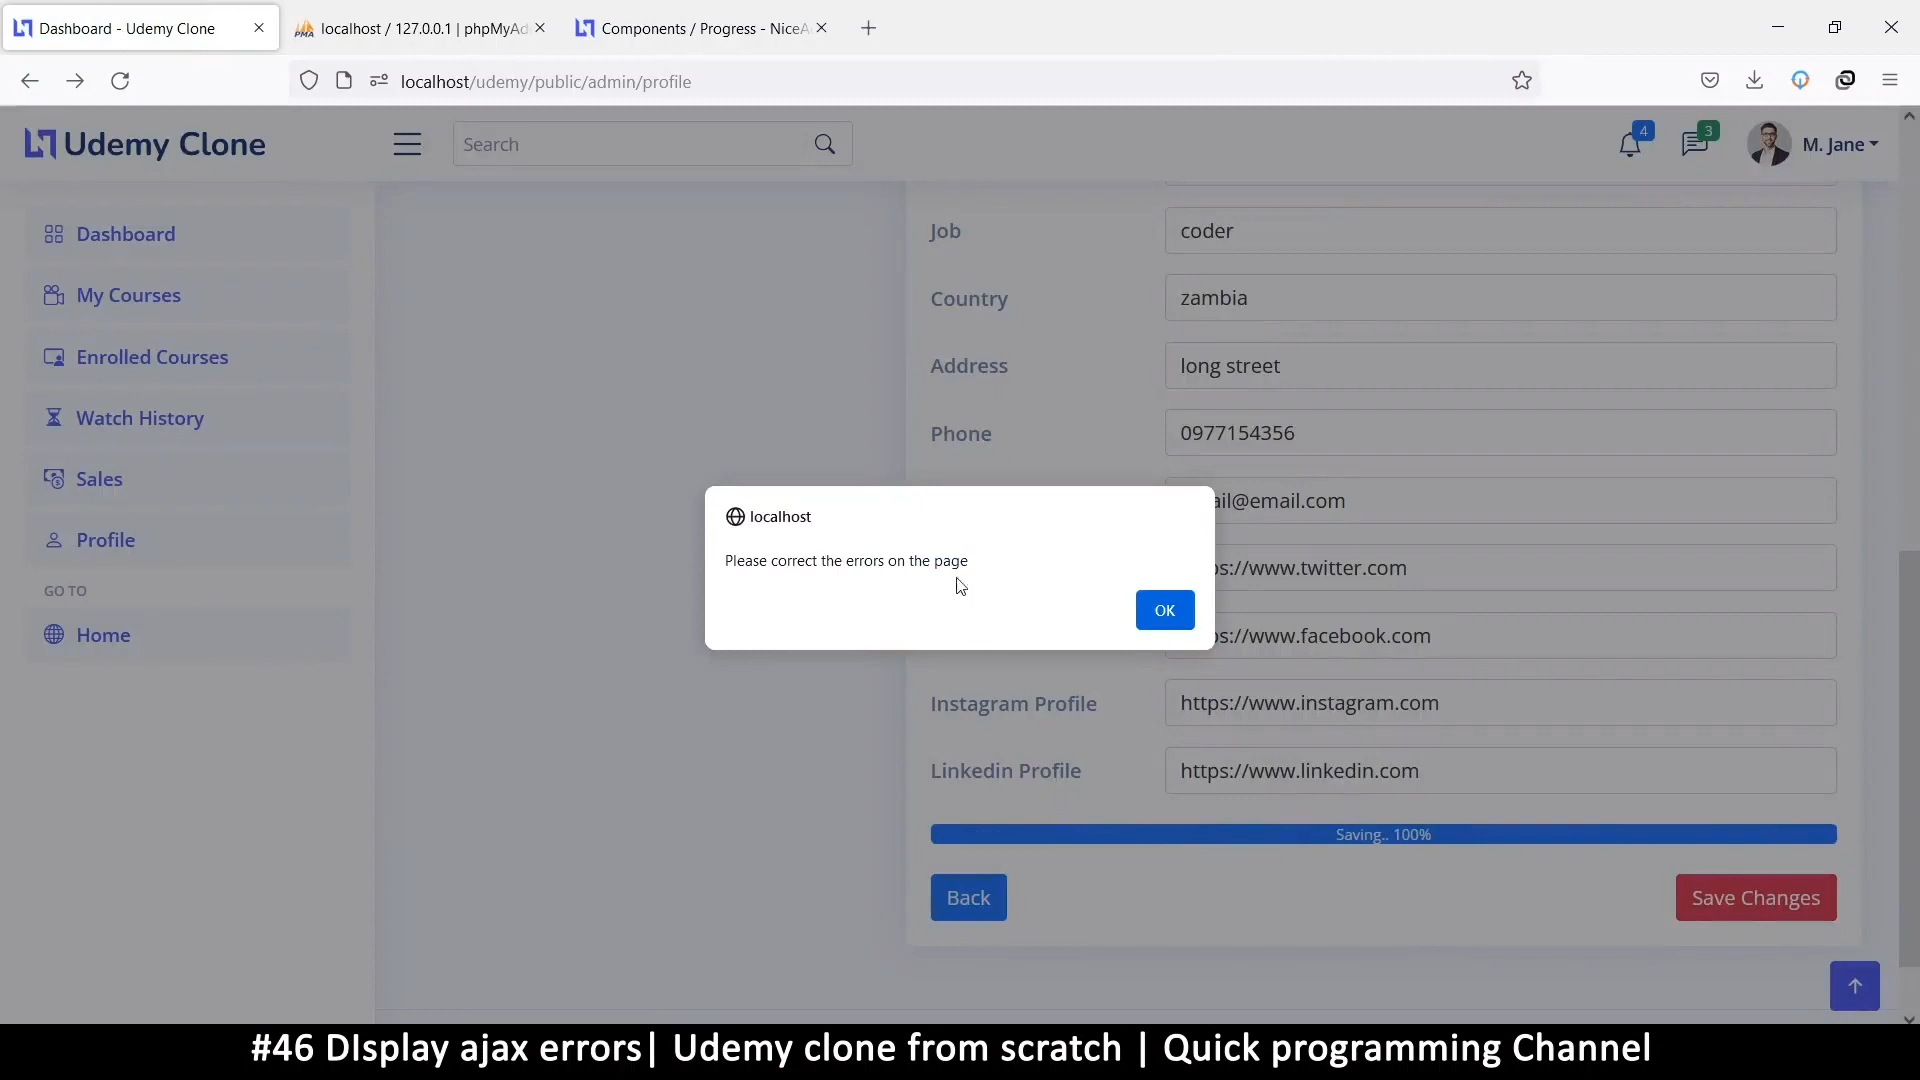 Dashboard - Udemy Clone
localhost / 127.0.0.1 | phpMyAd
Components / Progress - NiceA
localhost/udemy/public/admin/profile
Udemy Clone
Search
4
3
M. Jane
Dashboard
My Courses
Enrolled Courses
Watch History
Sales
Profile
GO TO
Home
Job
coder
Country
zambia
Address
long street
Phone
0977154356
ail@email.com
localhost
Please correct the errors on the page
OK
s://www.twitter.com
s://www.facebook.com
Instagram Profile
https://www.instagram.com
Linkedin Profile
https://www.linkedin.com
Saving.. 100%
Back
Save Changes
#46 DIsplay ajax errors| Udemy clone from scratch | Quick programming Channel